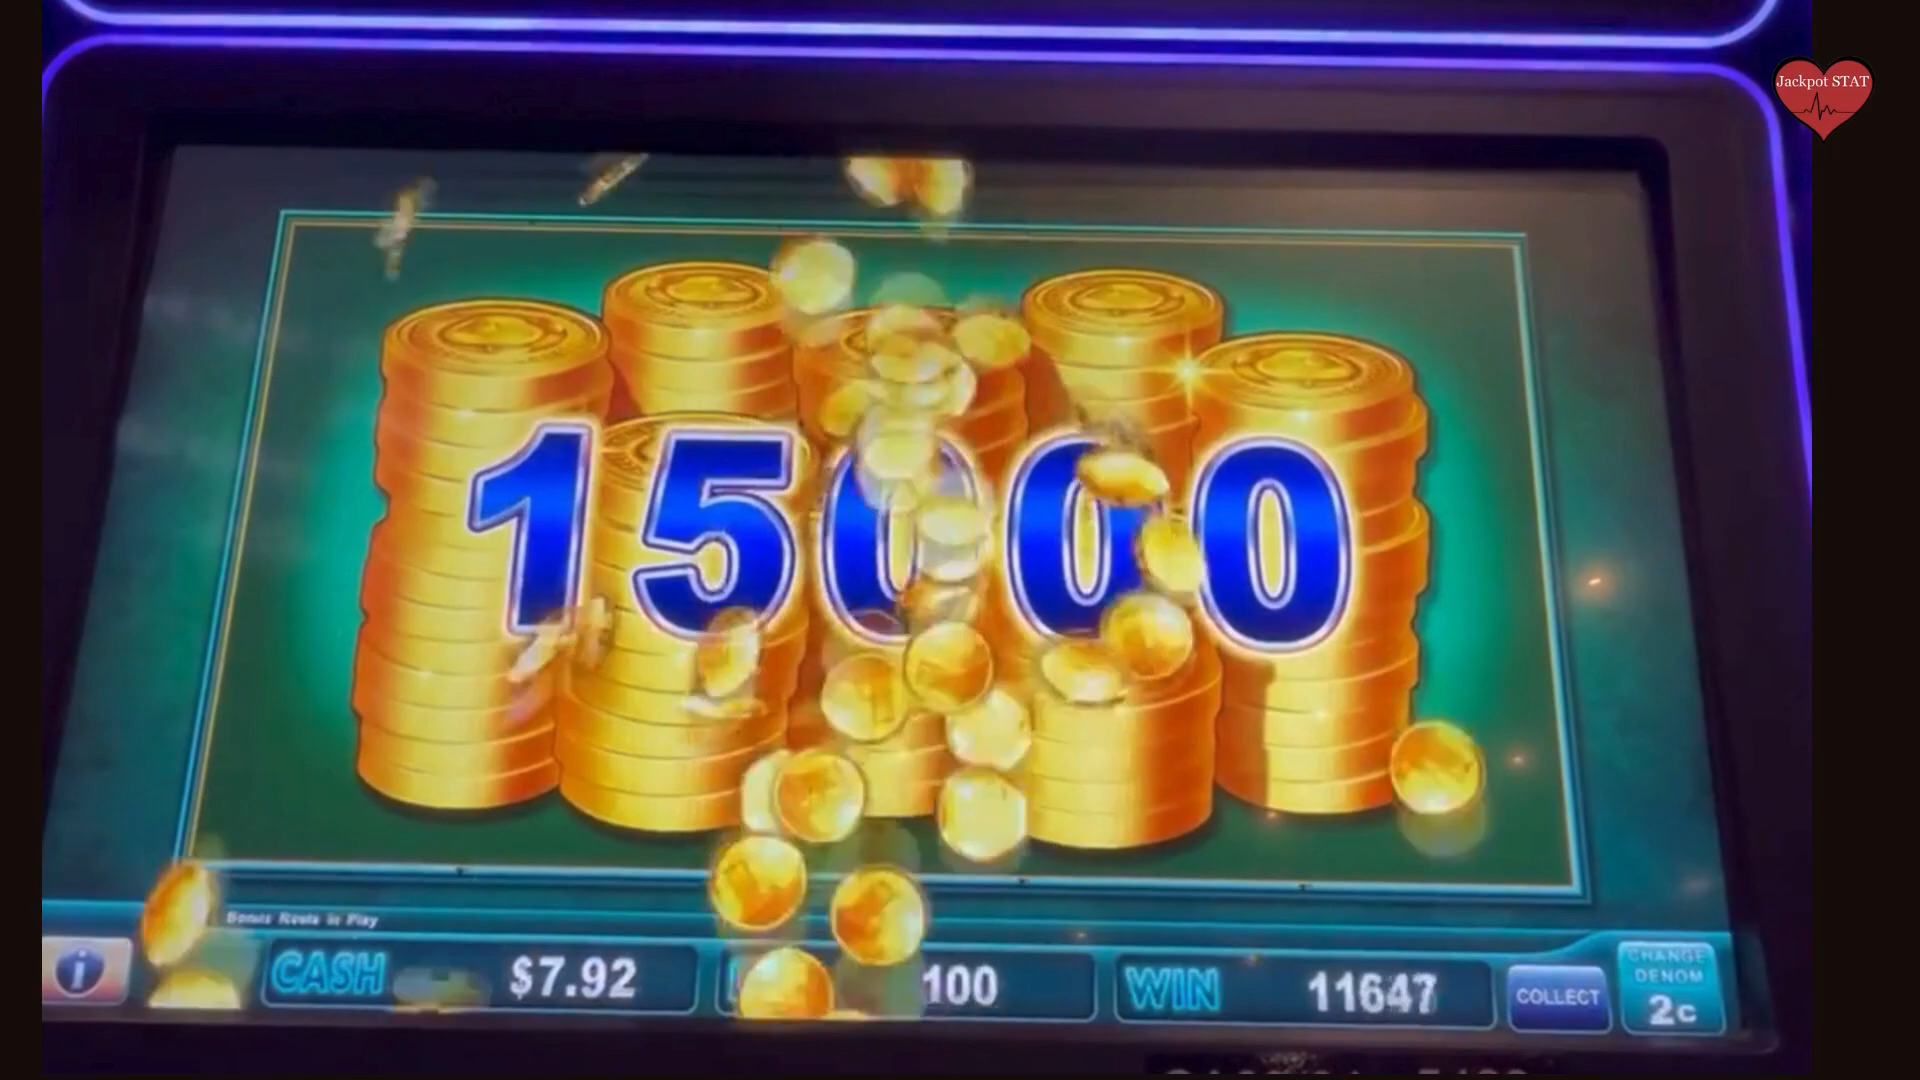 Jackpot STAT
15000
Bonus Reels in Play
CASH $7.92
100
WIN 11647
COLLECT
CHANGE
DENOM
2c